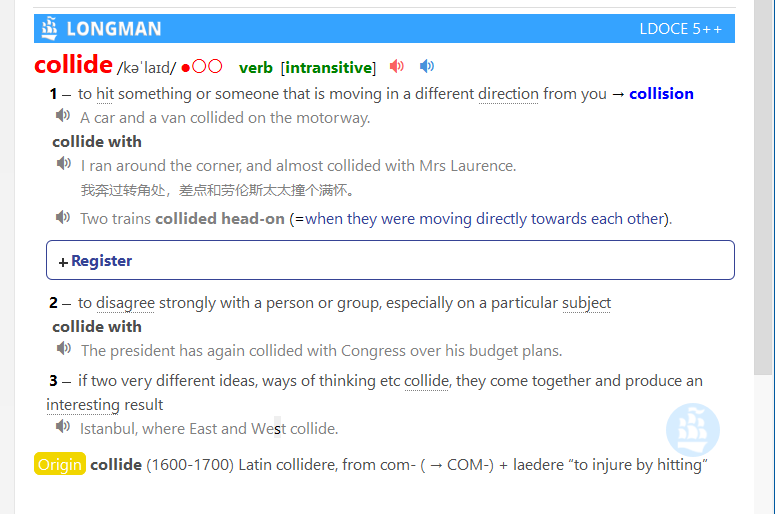 LONGMAN LDOCE 5++
collide /kəˈlaɪd/ ●○○ verb [intransitive]
1 – to hit something or someone that is moving in a different direction from you → collision
A car and a van collided on the motorway.
collide with
I ran around the corner, and almost collided with Mrs Laurence.
我奔过转角处，差点和劳伦斯太太撞个满怀。
Two trains collided head-on (=when they were moving directly towards each other).
+ Register
2 – to disagree strongly with a person or group, especially on a particular subject
collide with
The president has again collided with Congress over his budget plans.
3 – if two very different ideas, ways of thinking etc collide, they come together and produce an
interesting result
Istanbul, where East and West collide.
Origin collide (1600-1700) Latin collidere, from com- ( → COM-) + laedere “to injure by hitting”